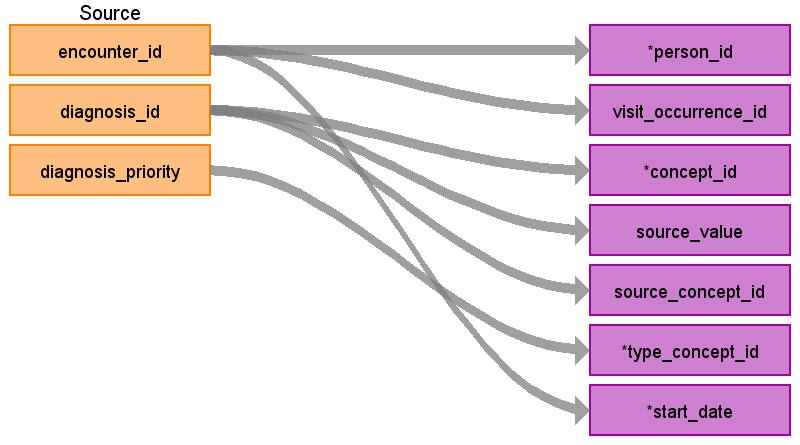 Source
encounter_id
*person_id
diagnosis_id
visit_occurrence_id
diagnosis_priority
*concept_id
source_value
source_concept_id
*type_concept_id
*start_date